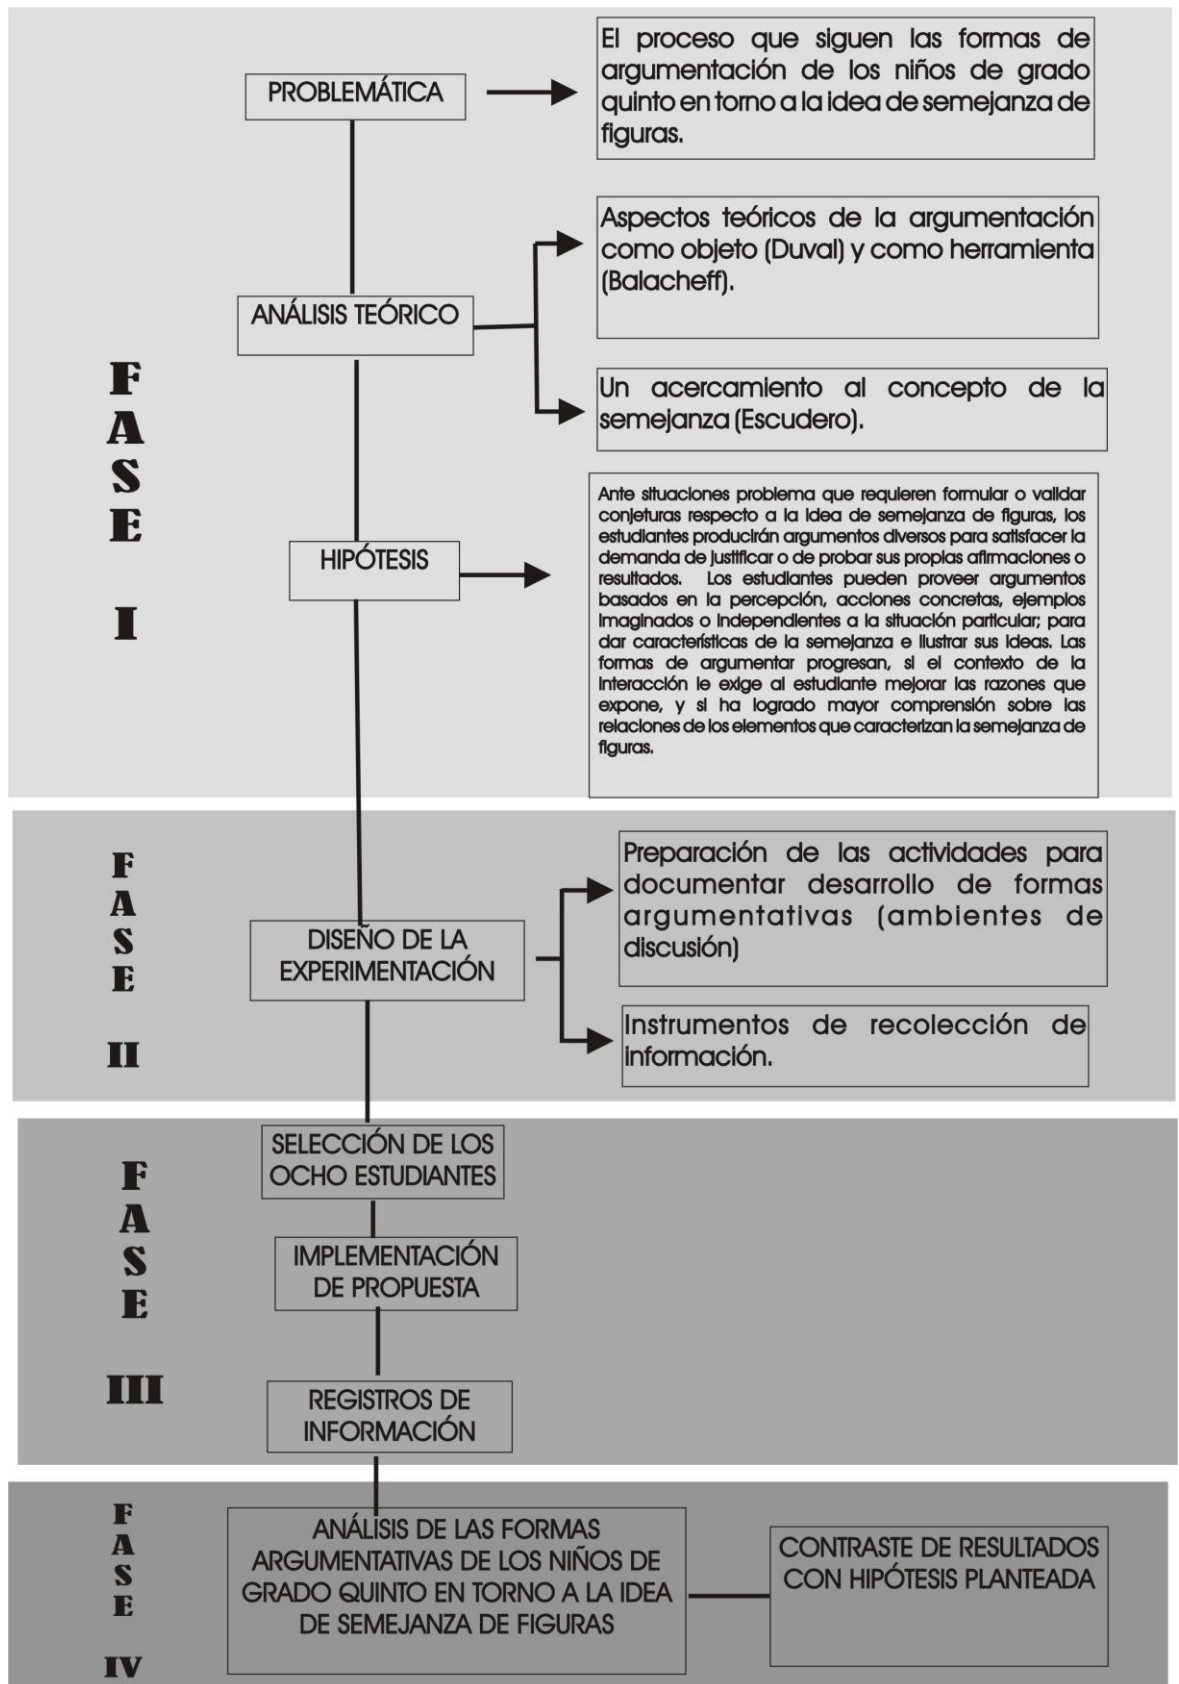 FASE I
PROBLEMÁTICA
El proceso que siguen las formas de
argumentación de los niños de grado
quinto en torno a la idea de semejanza de
figuras.
ANÁLISIS TEÓRICO
Aspectos teóricos de la argumentación
como objeto (Duval) y como herramienta
(Balacheff).
Un acercamiento al concepto de la
semejanza (Escudero).
HIPÓTESIS
Ante situaciones problema que requieren formular o validar
conjeturas respecto a la idea de semejanza de figuras, los
estudiantes producirán argumentos diversos para satisfacer la
demanda de justificar o de probar sus propias afirmaciones o
resultados. Los estudiantes pueden proveer argumentos
basados en la percepción, acciones concretas, ejemplos
imaginados o independientes a la situación particular; para
dar características de la semejanza e ilustrar sus ideas. Las
formas de argumentar progresan, si el contexto de la
interacción le exige al estudiante mejorar las razones que
expone, y si ha logrado mayor comprensión sobre las
relaciones de los elementos que caracterizan la semejanza de
figuras.
FASE II
DISEÑO DE LA
EXPERIMENTACIÓN
Preparación de las actividades para
documentar desarrollo de formas
argumentativas (ambientes de
discusión)
Instrumentos de recolección de
información.
FASE III
SELECCIÓN DE LOS
OCHO ESTUDIANTES
IMPLEMENTACIÓN
DE PROPUESTA
REGISTROS DE
INFORMACIÓN
FASE IV
ANÁLISIS DE LAS FORMAS
ARGUMENTATIVAS DE LOS NIÑOS DE
GRADO QUINTO EN TORNO A LA IDEA
DE SEMEJANZA DE FIGURAS
CONTRASTE DE RESULTADOS
CON HIPÓTESIS PLANTEADA